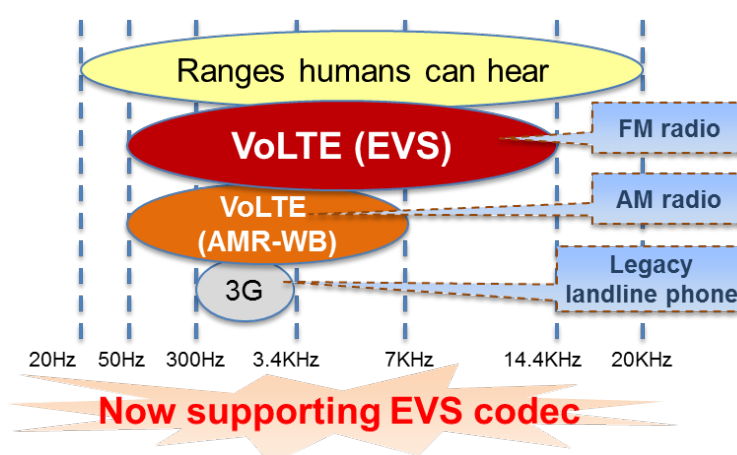 Ranges humans can hear
VoLTE (EVS)
FM radio
VoLTE
(AMR-WB)
AM radio
3G
Legacy
landline phone
20Hz 50Hz 300Hz 3.4KHz 7KHz 14.4KHz 20KHz
Now supporting EVS codec